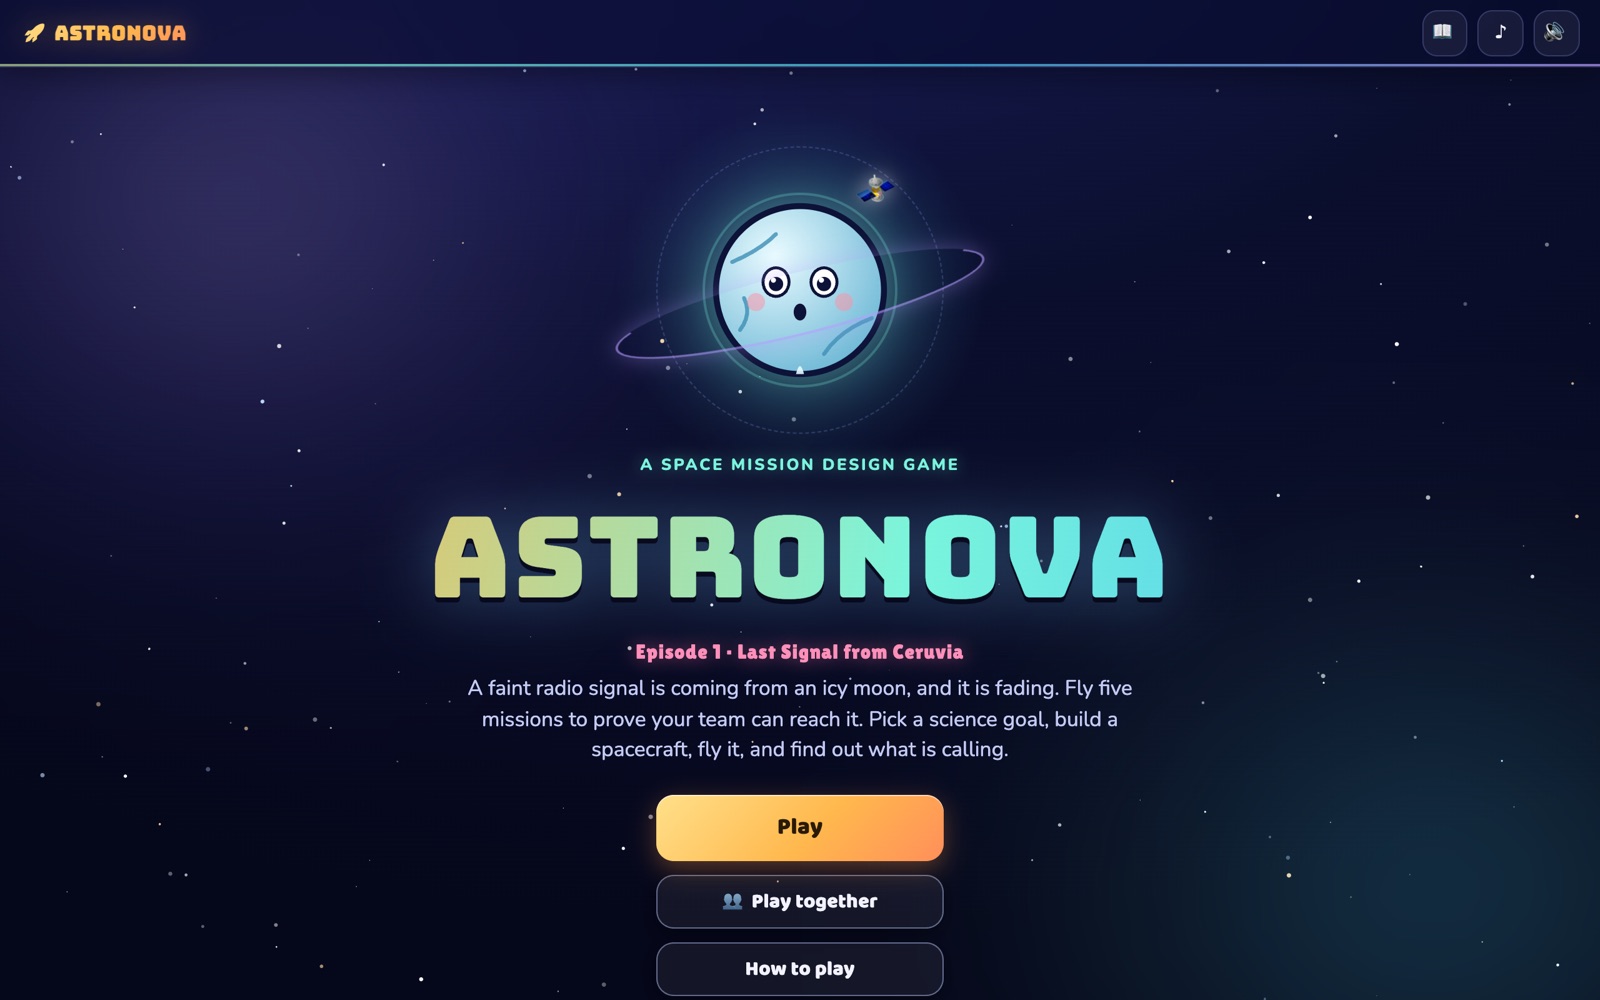 ASTRONOVA
A SPACE MISSION DESIGN GAME
ASTRONOVA
Episode 1 · Last Signal from Ceruvia
A faint radio signal is coming from an icy moon, and it is fading. Fly five
missions to prove your team can reach it. Pick a science goal, build a
spacecraft, fly it, and find out what is calling.
Play
Play together
How to play